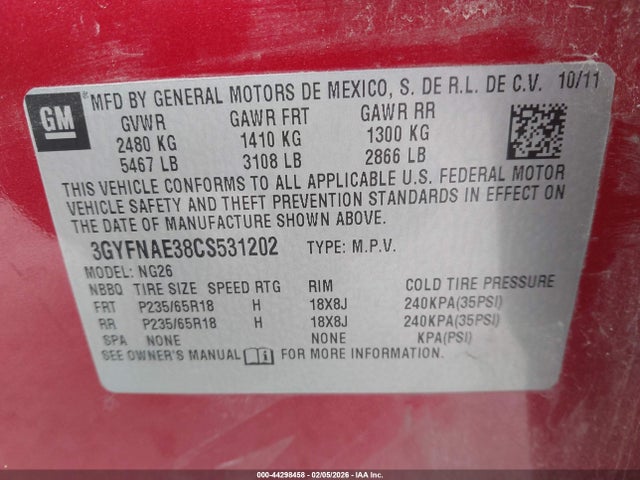 GM
®MFD BY GENERAL MOTORS DE MEXICO, S. DE R.L. DE C.V. 10/11
GVWR GAWR FRT GAWR RR
2480 KG 1410 KG 1300 KG
5467 LB 3108 LB 2866 LB
THIS VEHICLE CONFORMS TO ALL APPLICABLE U.S. FEDERAL MOTOR
VEHICLE SAFETY AND THEFT PREVENTION STANDARDS IN EFFECT ON
THE DATE OF MANUFACTURE SHOWN ABOVE.
3GYFNAE38CS531202 TYPE: M.P.V.
MODEL: NG26
NBBQ TIRE SIZE SPEED RTG RIM COLD TIRE PRESSURE
FRT P235/65R18 H 18X8J 240KPA(35PSI)
RR P235/65R18 H 18X8J 240KPA(35PSI)
SPA NONE NONE KPA(PSI)
SEE OWNER'S MANUAL FOR MORE INFORMATION.
000-44298458 - 02/05/2026 - IAA Inc.